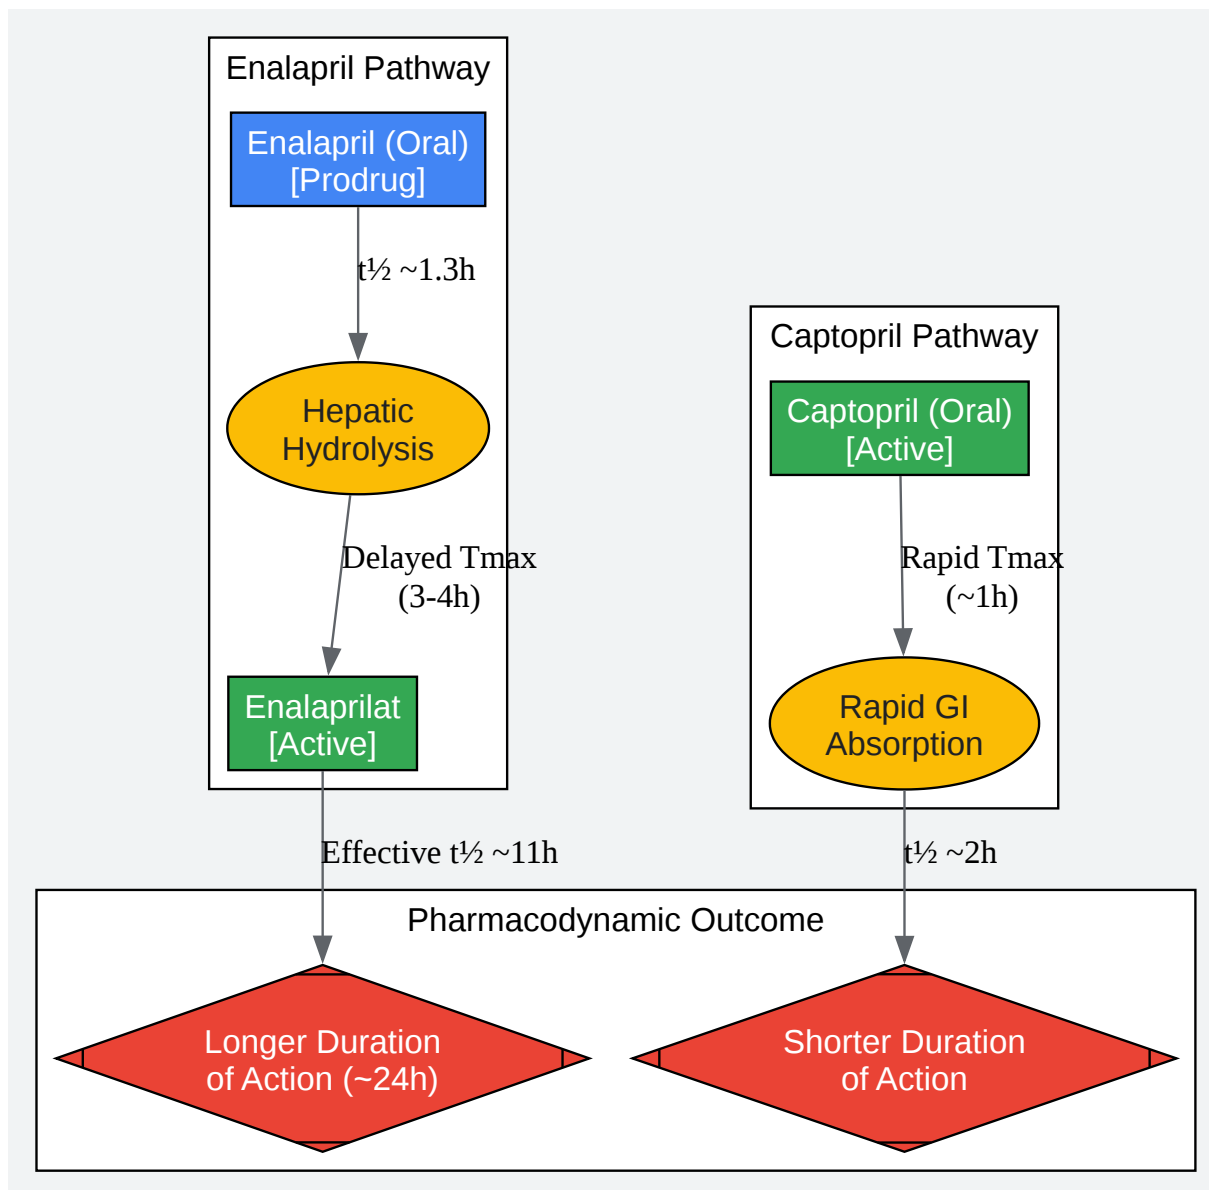 Enalapril Pathway
Enalapril (Oral)
[Prodrug]
t½ ~1.3h
Hepatic
Hydrolysis
Delayed Tmax
(3-4h)
Enalaprilat
[Active]
Effective t½ ~11h
Captopril Pathway
Captopril (Oral)
[Active]
Rapid Tmax
(~1h)
Rapid GI
Absorption
t½ ~2h
Pharmacodynamic Outcome
Longer Duration
of Action (~24h)
Shorter Duration
of Action